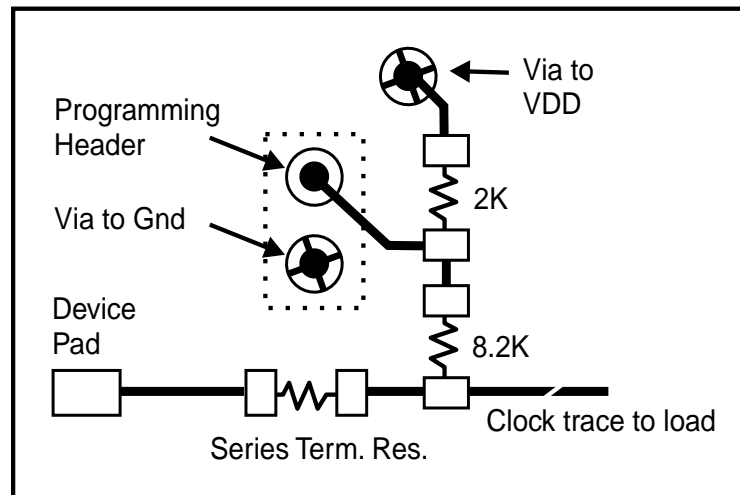 Via to
VDD
Programming
Header
2K
Via to Gnd
Device
Pad
8.2K
Clock trace to load
Series Term. Res.